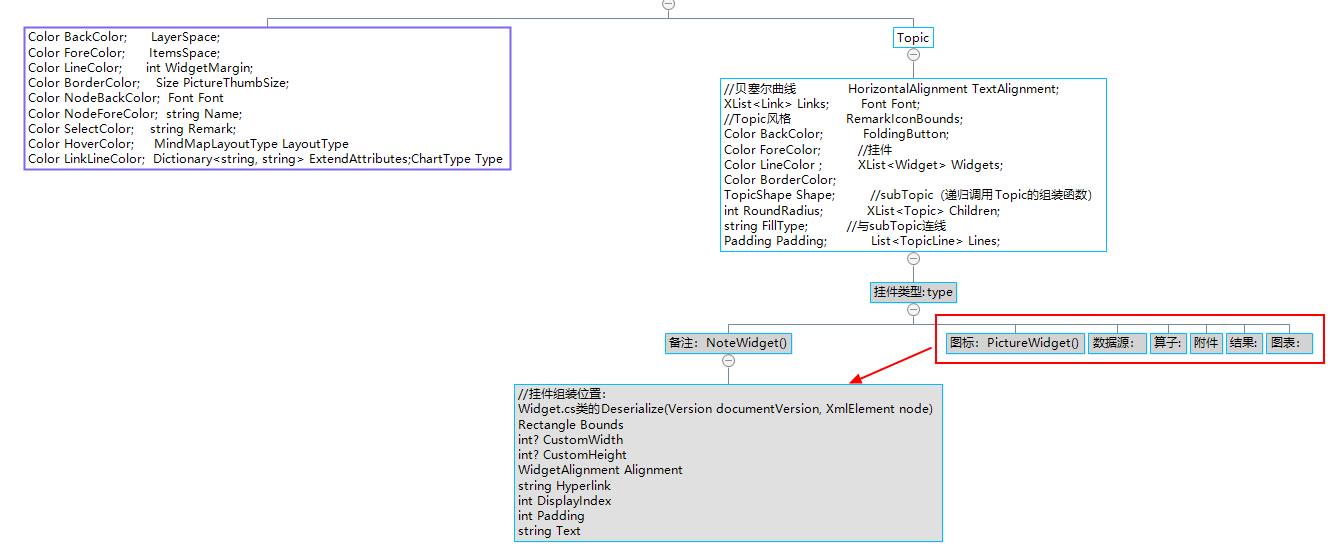 Color BackColor; LayerSpace;
Color ForeColor; ItemsSpace;
Color LineColor; int WidgetMargin;
Color BorderColor; Size PictureThumbSize;
Color NodeBackColor; Font Font
Color NodeForeColor; string Name;
Color SelectColor; string Remark;
Color HoverColor; MindMapLayoutType LayoutType
Color LinkLineColor; Dictionary<string, string> ExtendAttributes;ChartType Type
Topic
//贝塞尔曲线 HorizontalAlignment TextAlignment;
XList<Link> Links; Font Font;
//Topic风格 RemarkIconBounds;
Color BackColor; FoldingButton;
Color ForeColor; //挂件
Color LineColor ; XList<Widget> Widgets;
Color BorderColor;
TopicShape Shape; //subTopic（递归调用Topic的组装函数）
int RoundRadius; XList<Topic> Children;
string FillType; //与subTopic连线
Padding Padding; List<TopicLine> Lines;
挂件类型:type
备注：NoteWidget()
图标：PictureWidget()
数据源：
算子:
附件
结果:
图表：
//挂件组装位置：
Widget.cs类的Deserialize(Version documentVersion, XmlElement node)
Rectangle Bounds
int? CustomWidth
int? CustomHeight
WidgetAlignment Alignment
string Hyperlink
int DisplayIndex
int Padding
string Text